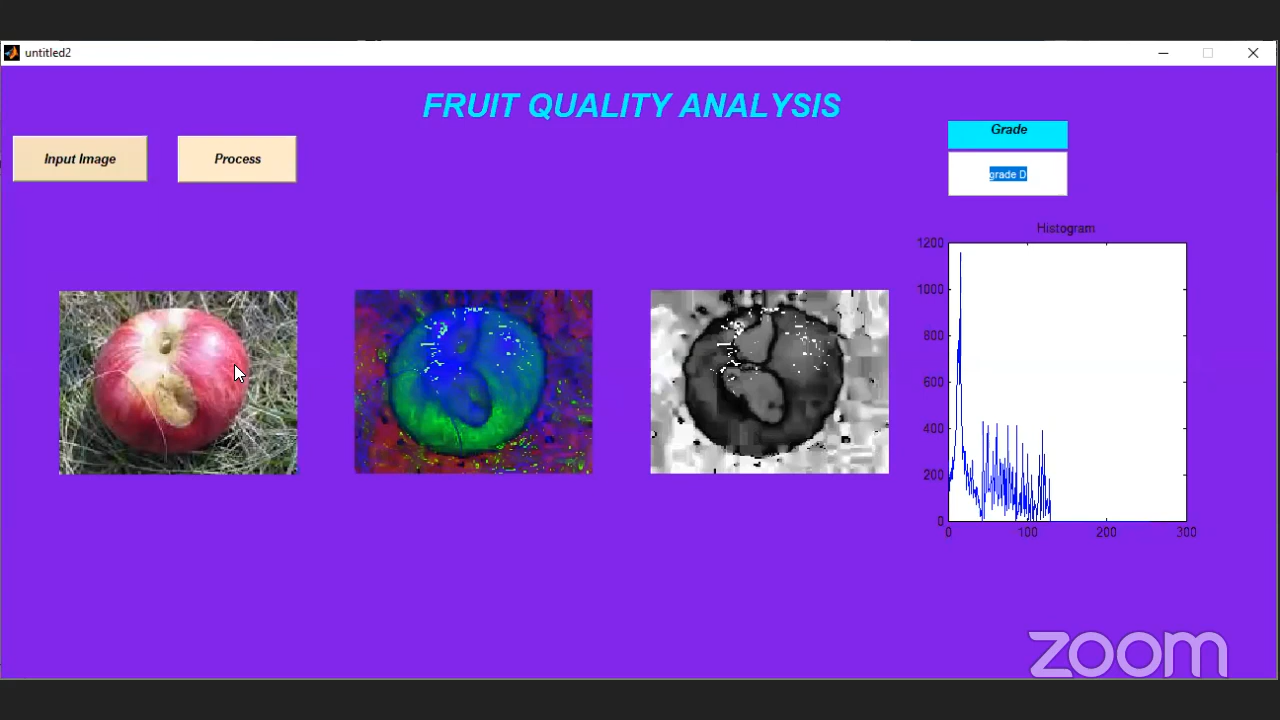 untitled2
FRUIT QUALITY ANALYSIS
Input Image
Process
Grade
grade D
Histogram
1200
1000
800
600
400
200
0
0 100 200 300
zoom